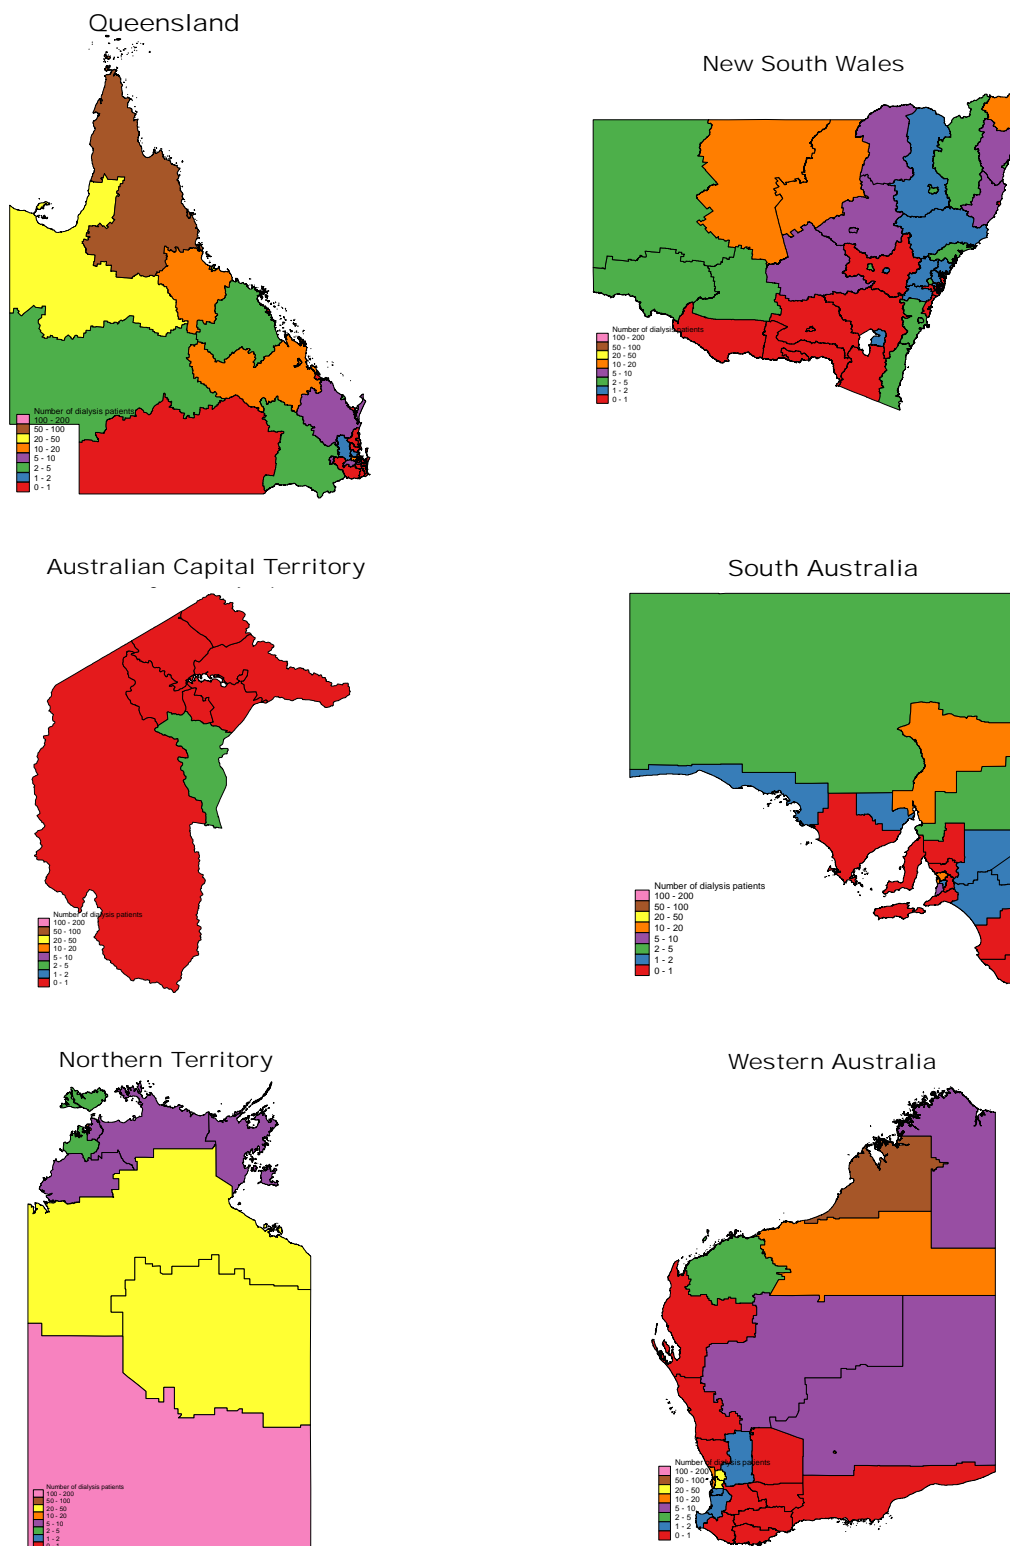 Queensland
Number of dialysis patients
100 - 200
50 - 100
20 - 50
10 - 20
5 - 10
2 - 5
1 - 2
0 - 1
New South Wales
Number of dialysis patients
100 - 200
50 - 100
20 - 50
10 - 20
5 - 10
2 - 5
1 - 2
0 - 1
Australian Capital Territory
Number of dialysis patients
100 - 200
50 - 100
20 - 50
10 - 20
5 - 10
2 - 5
1 - 2
0 - 1
South Australia
Number of dialysis patients
100 - 200
50 - 100
20 - 50
10 - 20
5 - 10
2 - 5
1 - 2
0 - 1
Northern Territory
Number of dialysis patients
100 - 200
50 - 100
20 - 50
10 - 20
5 - 10
2 - 5
1 - 2
Western Australia
Number of dialysis patients
100 - 200
50 - 100
20 - 50
10 - 20
5 - 10
2 - 5
1 - 2
0 - 1